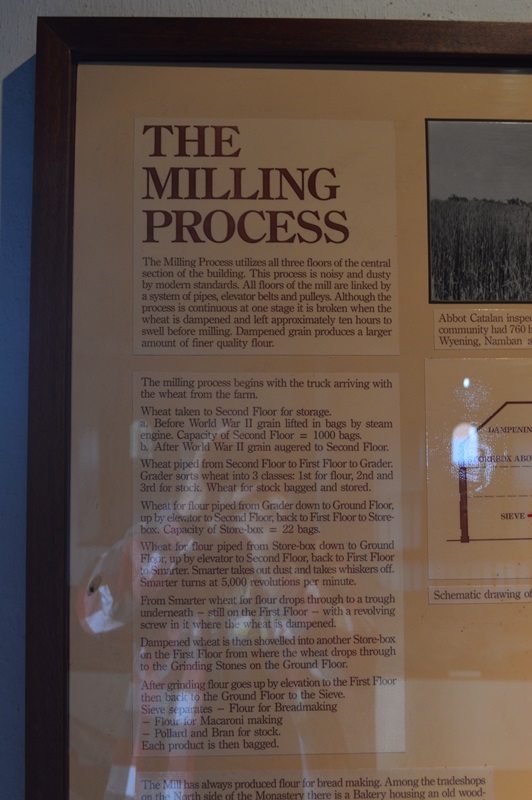 THE
MILLING
PROCESS
The Milling Process utilizes all three floors of the central
section of the building. This process is noisy and dusty
by modern standards. All floors of the mill are linked by
a system of pipes, elevator belts and pulleys. Although the
process is continuous at one stage it is broken when the
wheat is dampened and left approximately ten hours to
swell before milling. Dampened grain produces a larger
amount of finer quality flour.
The milling process begins with the truck arriving with
the wheat from the farm.
Wheat taken to Second Floor for storage.
a. Before World War II grain lifted in bags by steam
engine. Capacity of Second Floor = 1000 bags.
b. After World War II grain augered to Second Floor.
Wheat piped from Second Floor to First Floor to Grader.
Grader sorts wheat into 3 classes: 1st for flour, 2nd and
3rd for stock. Wheat for stock bagged and stored.
Wheat for flour piped from Grader down to Ground Floor,
up by elevator to Second Floor, back to First Floor to Store-
box. Capacity of Store-box = 22 bags.
Wheat for flour piped from Store-box down to Ground
Floor, up by elevator to Second Floor, back to First Floor
to Smarter. Smarter takes out dust and takes whiskers off.
Smarter turns at 5,000 revolutions per minute.
From Smarter wheat for flour drops through to a trough
underneath — still on the First Floor — with a revolving
screw in it where the wheat is dampened.
Dampened wheat is then shovelled into another Store-box
on the First Floor from where the wheat drops through
to the Grinding Stones on the Ground Floor.
After grinding flour goes up by elevation to the First Floor
then back to the Ground Floor to the Sieve.
Sieve separates — Flour for Breadmaking
— Flour for Macaroni making
— Pollard and Bran for stock.
Each product is then bagged.
The Mill has always produced flour for bread making. Among the tradeshops
on the North side of the Monastery there is a Bakery housing an old wood-
Abbot Catalan inspec
community had 760 h
Wyening, Namban a
DAMPENING
STOREBOX ABO
SIEVE
Schematic drawing of